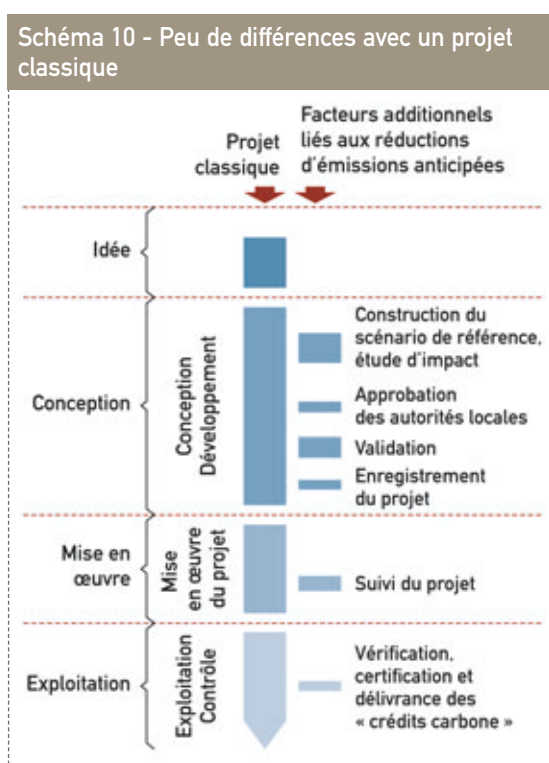 Schéma 10 - Peu de différences avec un projet
classique
Projet
classique
Facteurs additionnels
liés aux réductions
d'émissions anticipées
Idée
Conception
Conception
Développement
Construction du
scénario de référence,
étude d'impact
Approbation
des autorités locales
Validation
Enregistrement
du projet
Mise en
œuvre
Mise
en œuvre
du projet
Suivi du projet
Exploitation
Exploitation
Contrôle
Vérification,
certification et
délivrance des
« crédits carbone »